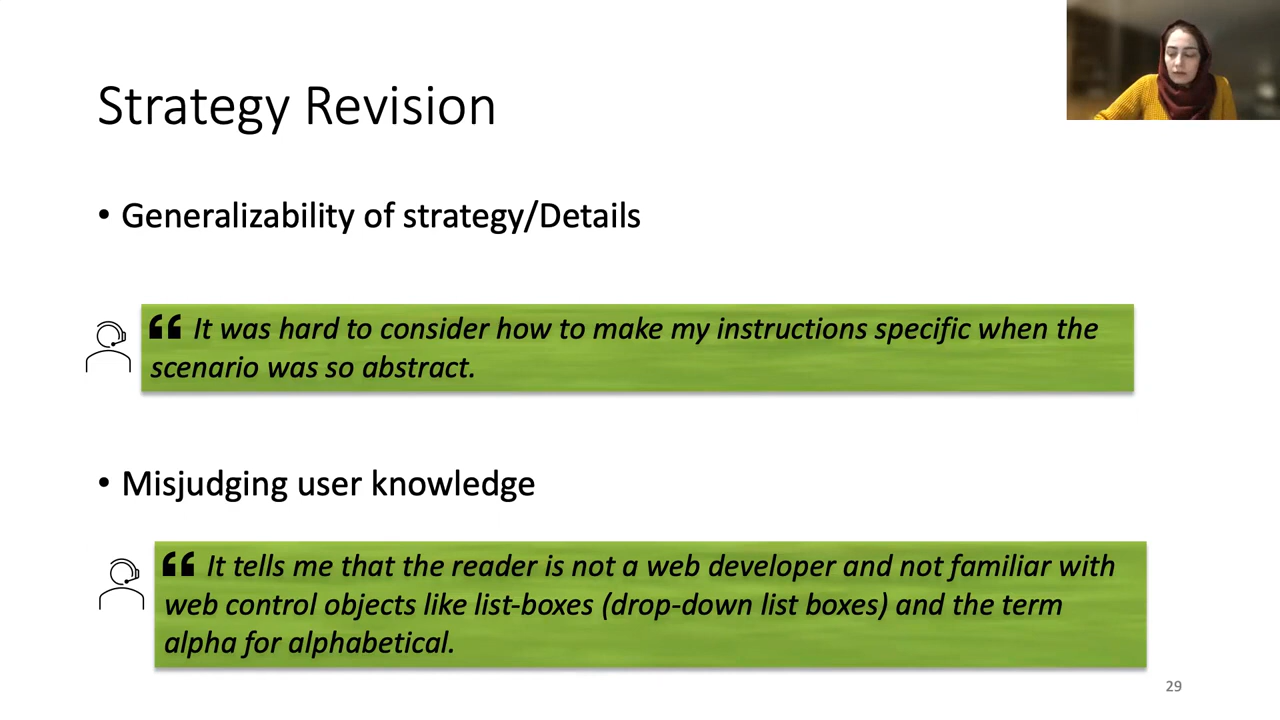 Strategy Revision
• Generalizability of strategy/Details
“ It was hard to consider how to make my instructions specific when the
scenario was so abstract.
• Misjudging user knowledge
“ It tells me that the reader is not a web developer and not familiar with
web control objects like list-boxes (drop-down list boxes) and the term
alpha for alphabetical.
29